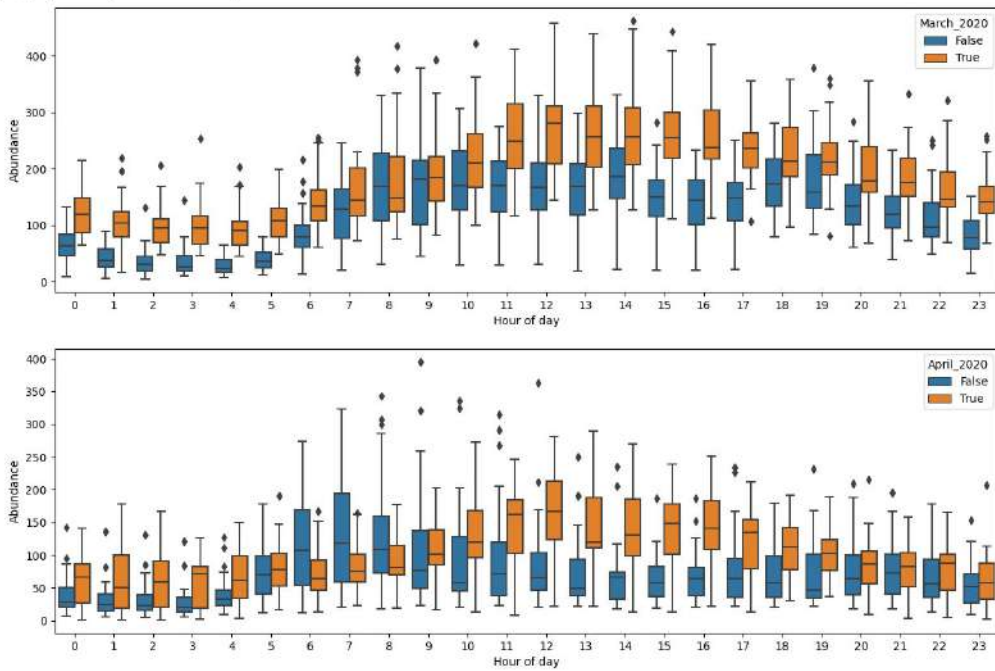 March_2020
False
True
400
300
200
100
0
Abundance
0 1 2 3 4 5 6 7 8 9 10 11 12 13 14 15 16 17 18 19 20 21 22 23
Hour of day
April_2020
False
True
400
350
300
250
200
150
100
50
0
Abundance
0 1 2 3 4 5 6 7 8 9 10 11 12 13 14 15 16 17 18 19 20 21 22 23
Hour of day